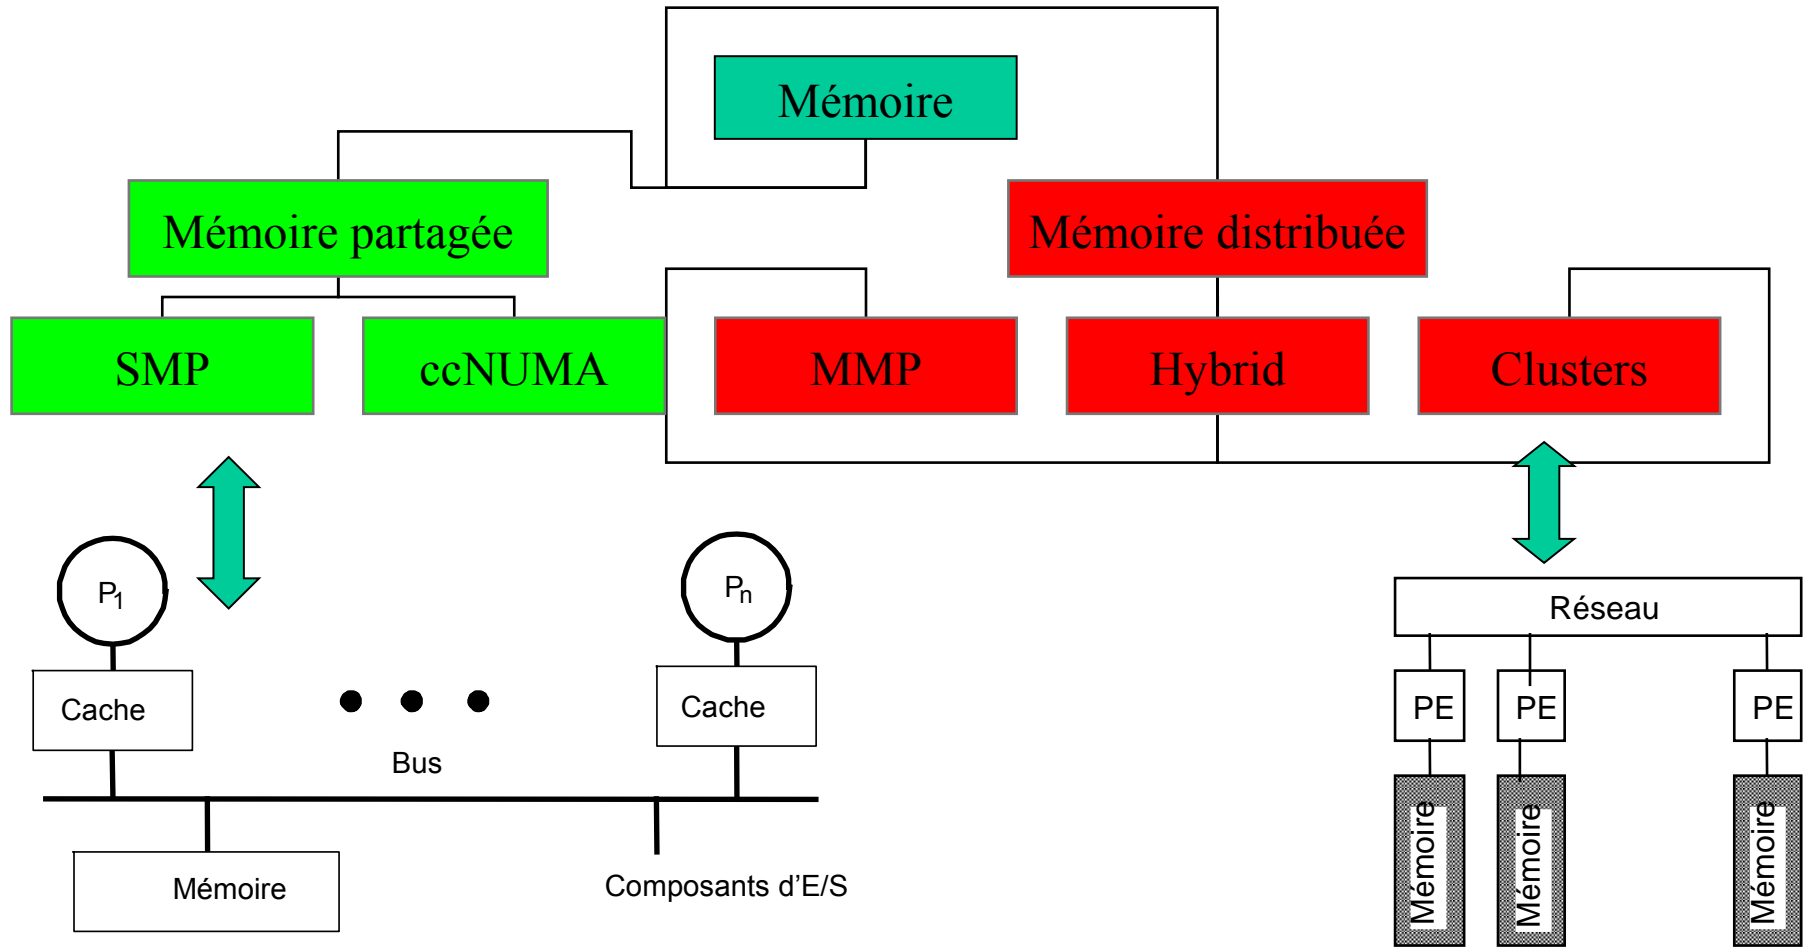 Mémoire
Mémoire partagée
Mémoire distribuée
SMP
ccNUMA
MMP
Hybrid
Clusters
P1
Pn
Réseau
Cache
Cache
PE
PE
PE
Bus
Mémoire
Composants d'E/S
Mémoire
Mémoire
Mémoire